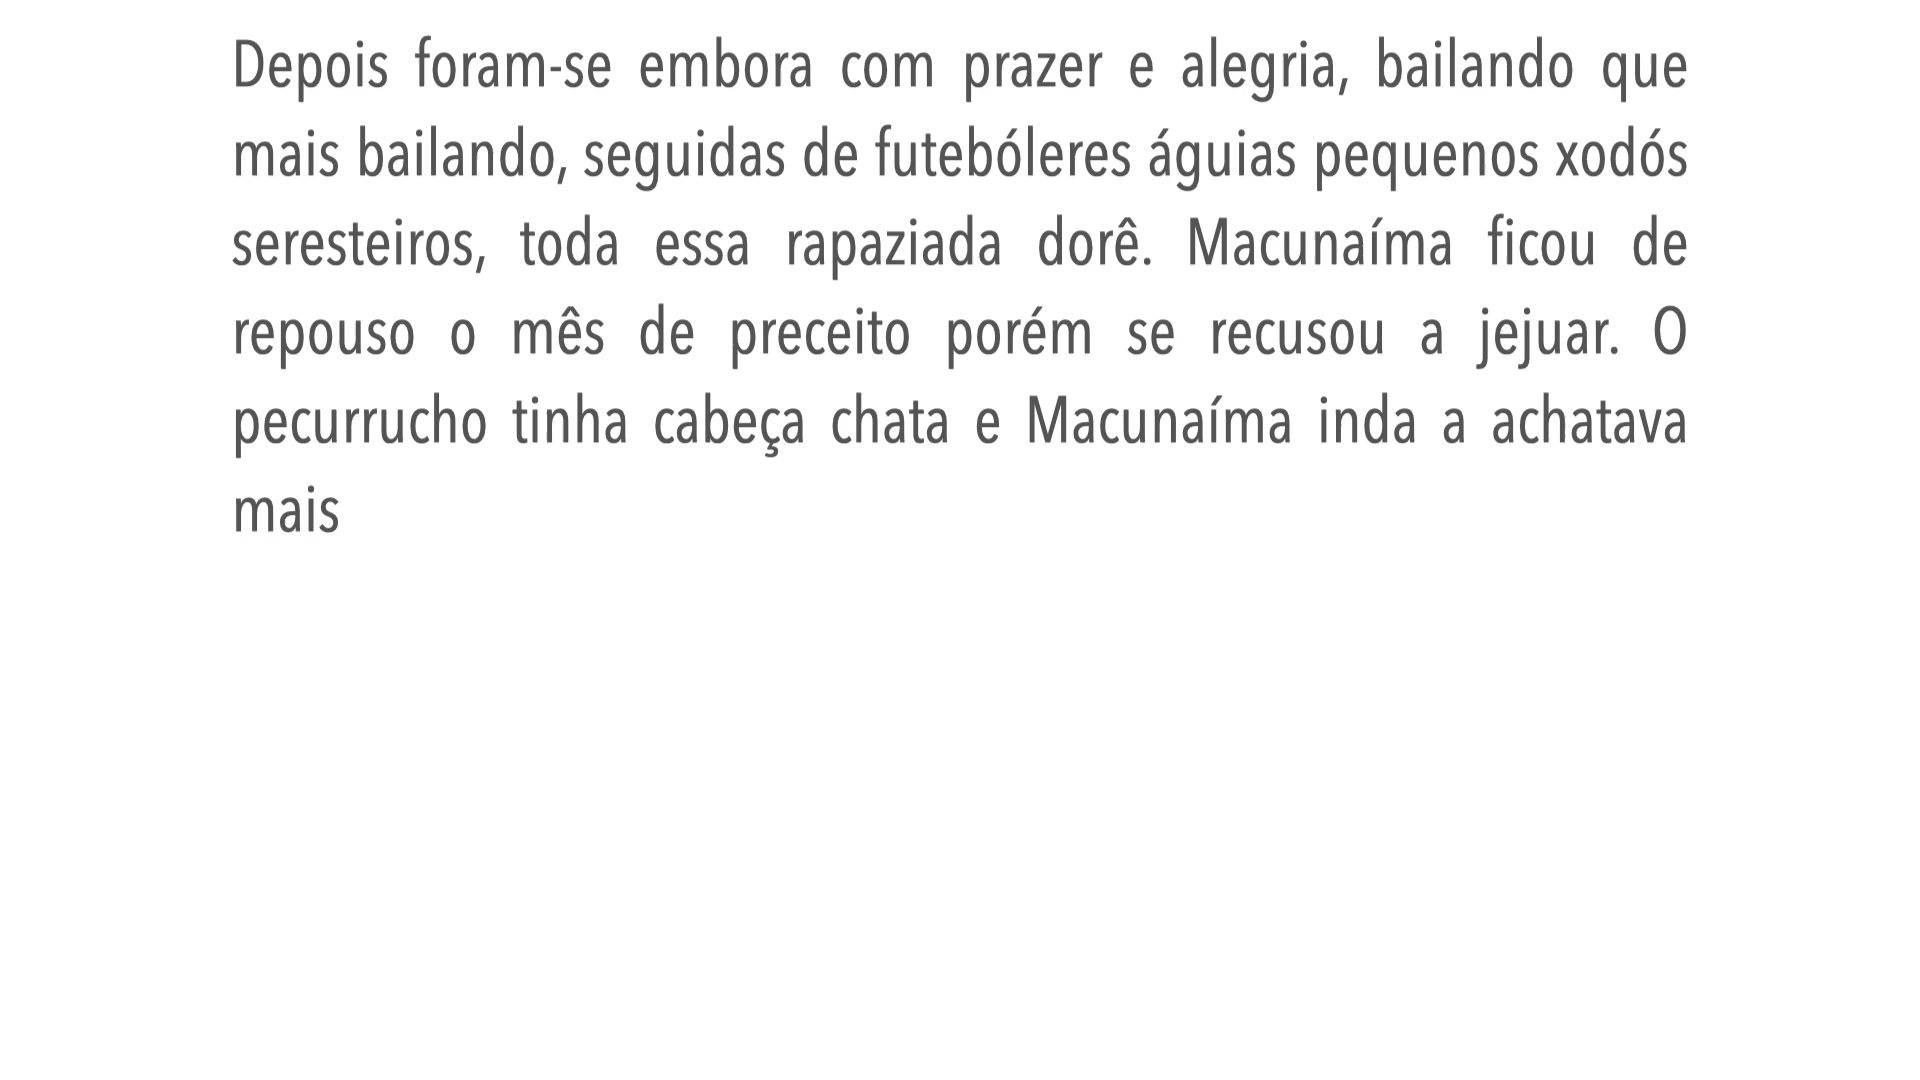 Depois foram-se embora com prazer e alegria, bailando que
mais bailando, seguidas de futebóleres águias pequenos xodós
seresteiros, toda essa rapaziada dorê. Macunaíma ficou de
repouso o mês de preceito porém se recusou a jejuar. O
pecurrucho tinha cabeça chata e Macunaíma inda a achatava
mais